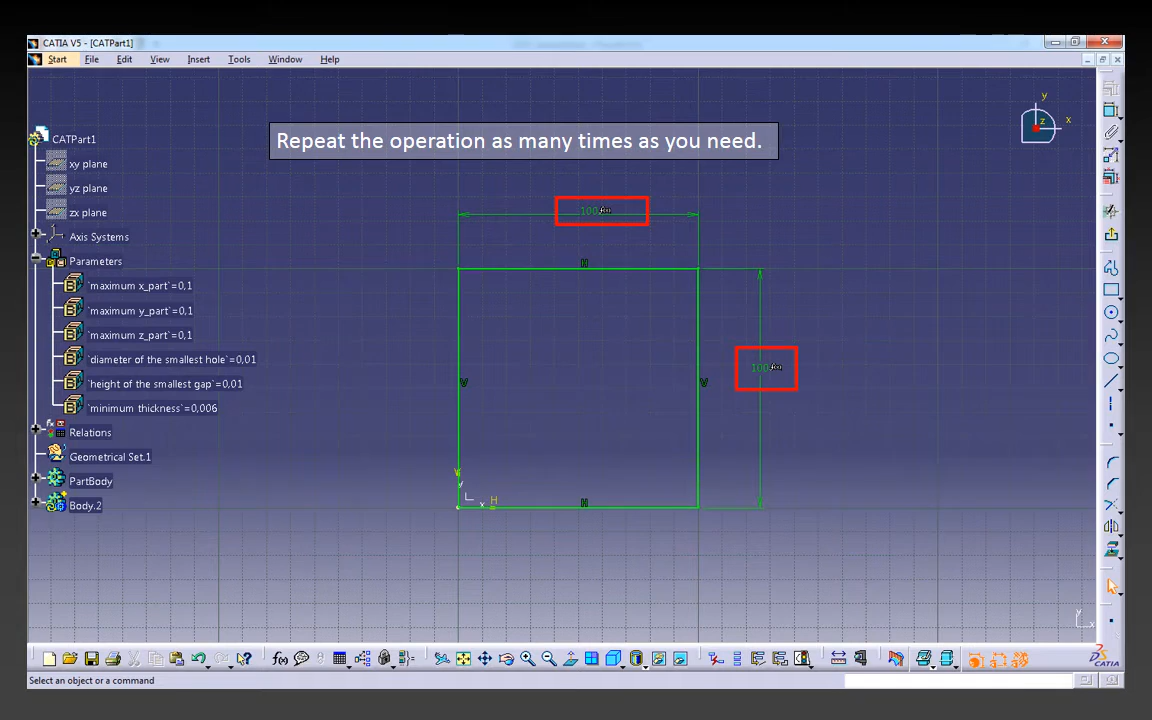 CATIA V5 - [CATPart1]
Start File Edit View Insert Tools Window Help
Repeat the operation as many times as you need.
CATPart1
xy plane
yz plane
zx plane
Axis Systems
Parameters
`maximum x_part`=0,1
`maximum y_part`=0,1
`maximum z_part`=0,1
`diameter of the smallest hole`=0,01
`height of the smallest gap`=0,01
`minimum thickness`=0,006
Relations
Geometrical Set.1
PartBody
Body.2
y
x
z
100
H
V
V
100
V
y
x
H
H
y
x
f(x)
CATIA
Select an object or a command